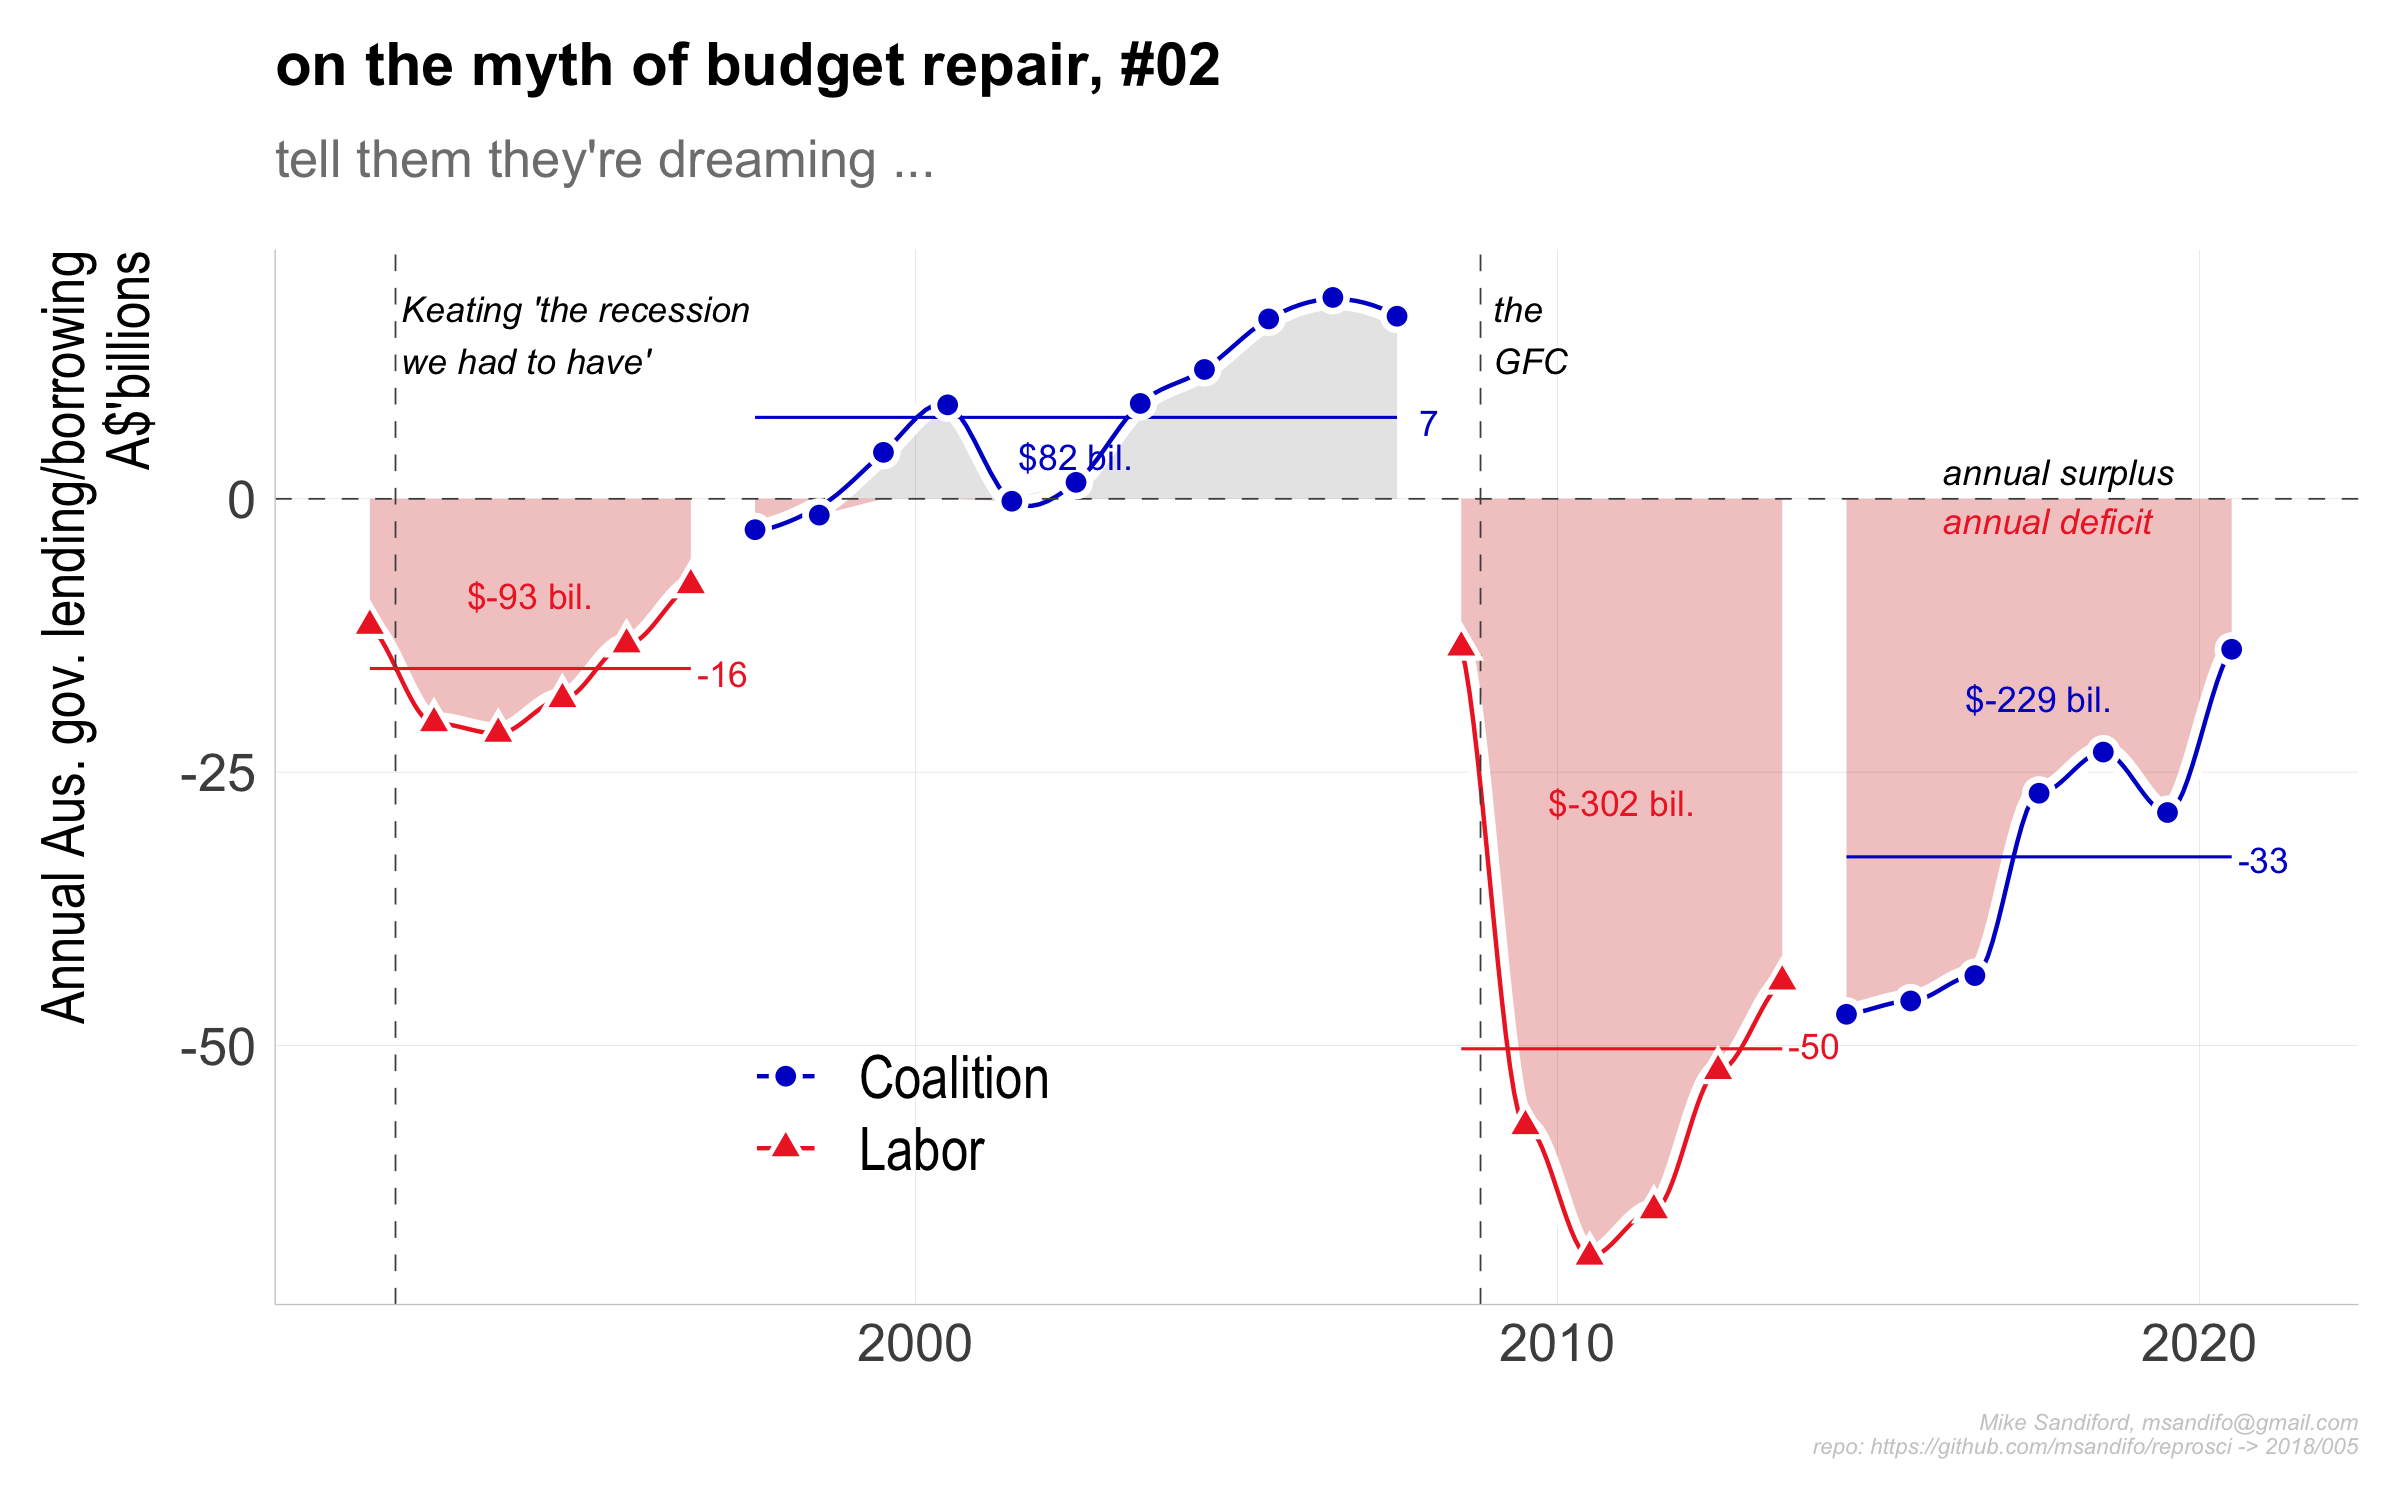 on the myth of budget repair, #02
tell them they're dreaming ...
Annual Aus. gov. lending/borrowing
A$'billions
Keating 'the recession
we had to have'
the
GFC
7
$82 bil.
annual surplus
annual deficit
0
$-93 bil.
-16
$-229 bil.
-25
$-302 bil.
-33
-50
-50
Coalition
Labor
2000
2010
2020
Mike Sandiford, msandifo@gmail.com
repo: https://github.com/msandifo/reprosci -> 2018/005